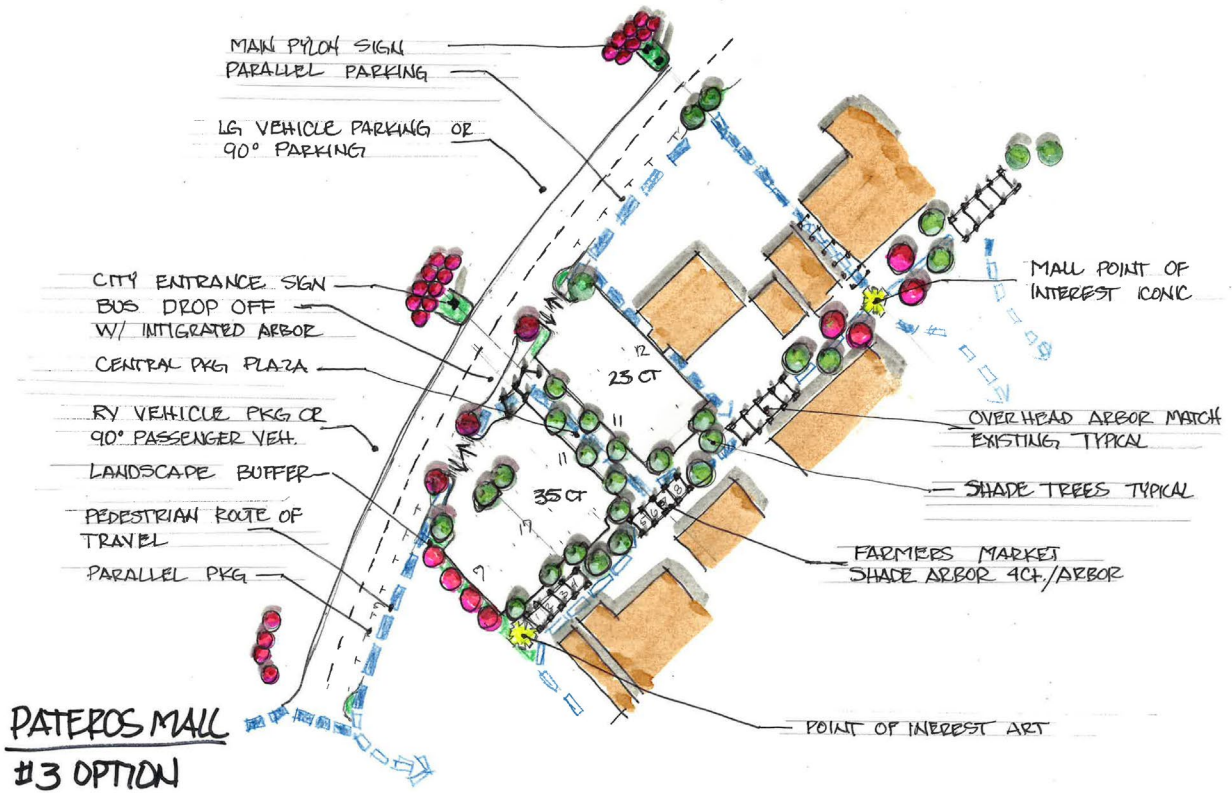 MAIN PYLON SIGN
PARALLEL PARKING
LG VEHICLE PARKING OR
90° PARKING
CITY ENTRANCE SIGN
BUS DROP OFF
W/ INTIGRATED ARBOR
CENTRAL PKG PLAZA
RV VEHICLE PKG OR
90° PASSENGER VEH.
LANDSCAPE BUFFER
PEDESTRIAN ROUTE OF
TRAVEL
PARALLEL PKG
MALL POINT OF
INTEREST ICONIC
12
23 CT
11
11
35 CT
11
17
9
OVERHEAD ARBOR MATCH
EXISTING TYPICAL
SHADE TREES TYPICAL
FARMERS MARKET
SHADE ARBOR 4CT./ARBOR
POINT OF INEREST ART
PATEROS MALL
#3 OPTION